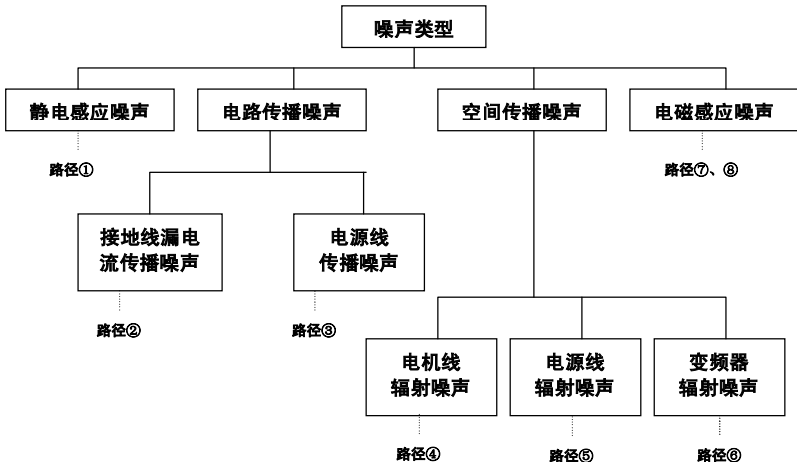 噪声类型
静电感应噪声
电路传播噪声
空间传播噪声
电磁感应噪声
路径①
路径⑦、⑧
接地线漏电
流传播噪声
电源线
传播噪声
路径②
路径③
电机线
辐射噪声
电源线
辐射噪声
变频器
辐射噪声
路径④
路径⑤
路径⑥